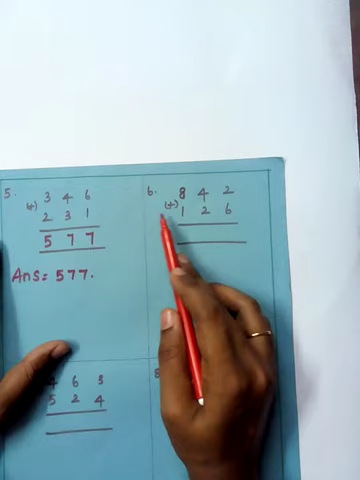 5.
3 4 6
(+)
2 3 1
5 7 7
Ans = 577.
6.
8 4 2
(+)
1 2 6
4 6 3
5 2 4
8